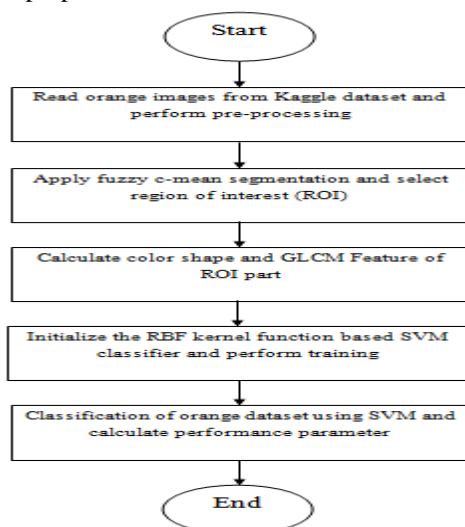 Start
Read orange images from Kaggle dataset and
perform pre-processing
Apply fuzzy c-mean segmentation and select
region of interest (ROI)
Calculate color shape and GLCM Feature of
ROI part
Initialize the RBF kernel function based SVM
classifier and perform training
Classification of orange dataset using SVM and
calculate performance parameter
End